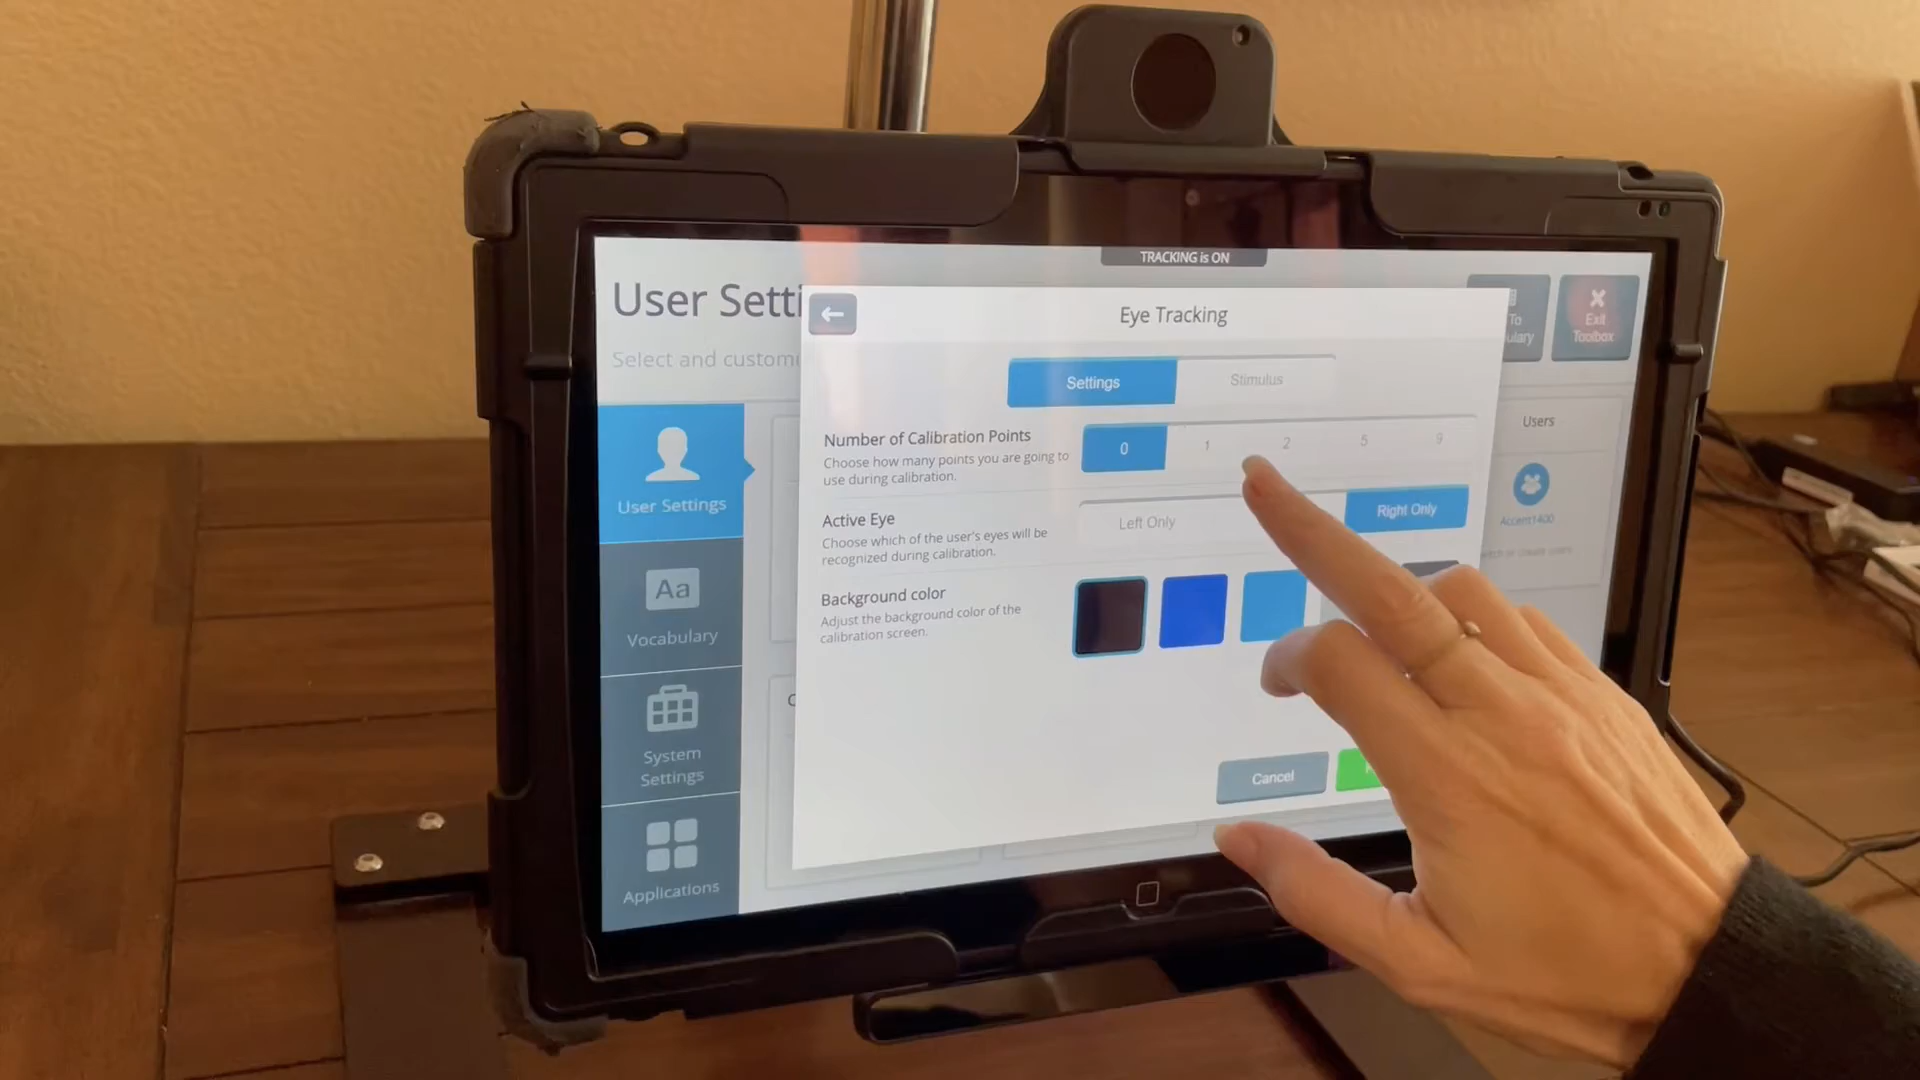 TRACKING is ON
User Setti
Select and custom
To
ulary
Exit
Toolbox
Eye Tracking
Settings
Stimulus
Number of Calibration Points
Choose how many points you are going to
use during calibration.
0
1
2
5
9
Active Eye
Choose which of the user's eyes will be
recognized during calibration.
Left Only
Right Only
Background color
Adjust the background color of the
calibration screen.
Cancel
Users
Accent1400
User Settings
Aa
Vocabulary
System
Settings
Applications